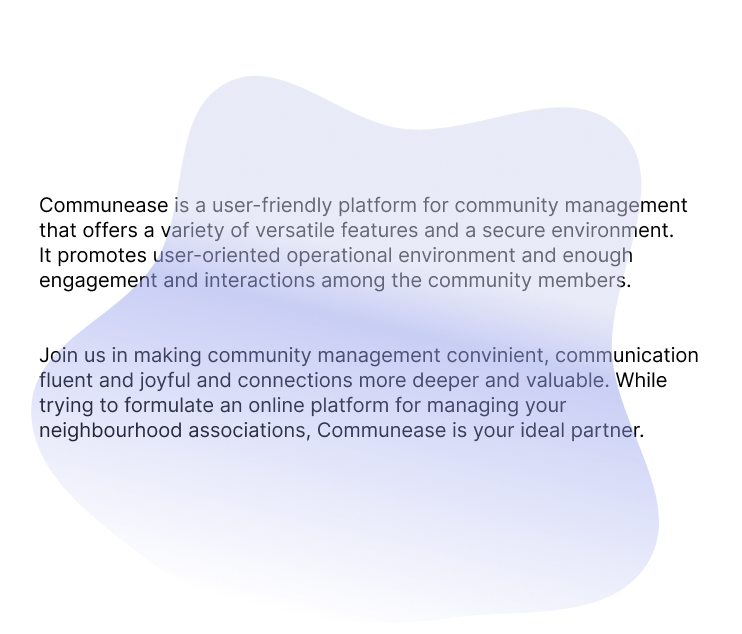 Communease is a user-friendly platform for community management
that offers a variety of versatile features and a secure environment.
It promotes user-oriented operational environment and enough
engagement and interactions among the community members.
Join us in making community management convinient, communication
fluent and joyful and connections more deeper and valuable. While
trying to formulate an online platform for managing your
neighbourhood associations, Communease is your ideal partner.